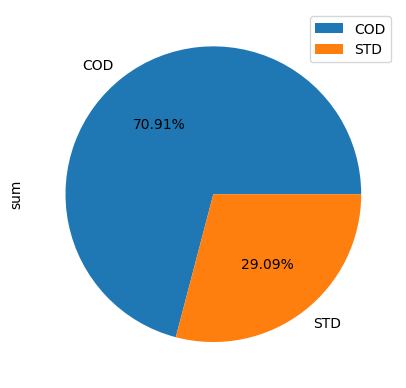 COD
STD
COD
70.91%
sum
29.09%
STD